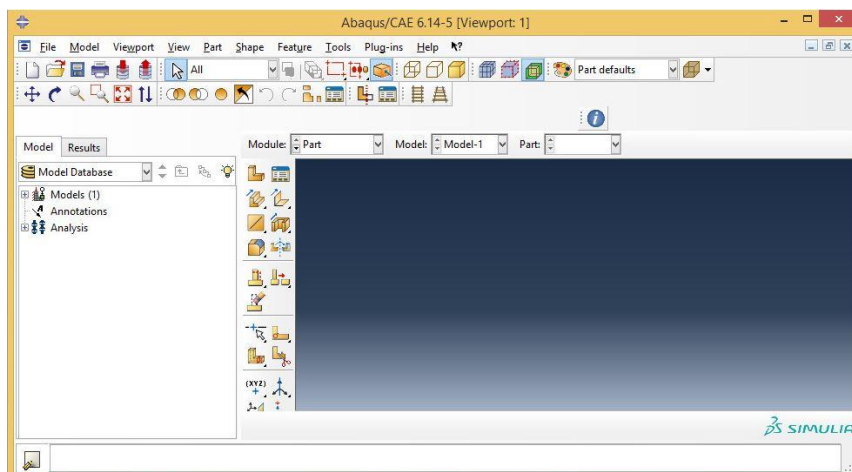 Abaqus/CAE 6.14-5 [Viewport: 1]
File Model Viewport View Part Shape Feature Tools Plug-ins Help
All
Part defaults
Model Results
Module: Part Model: Model-1 Part:
Model Database
Models (1)
Annotations
Analysis
(XYZ)
SIMULIA